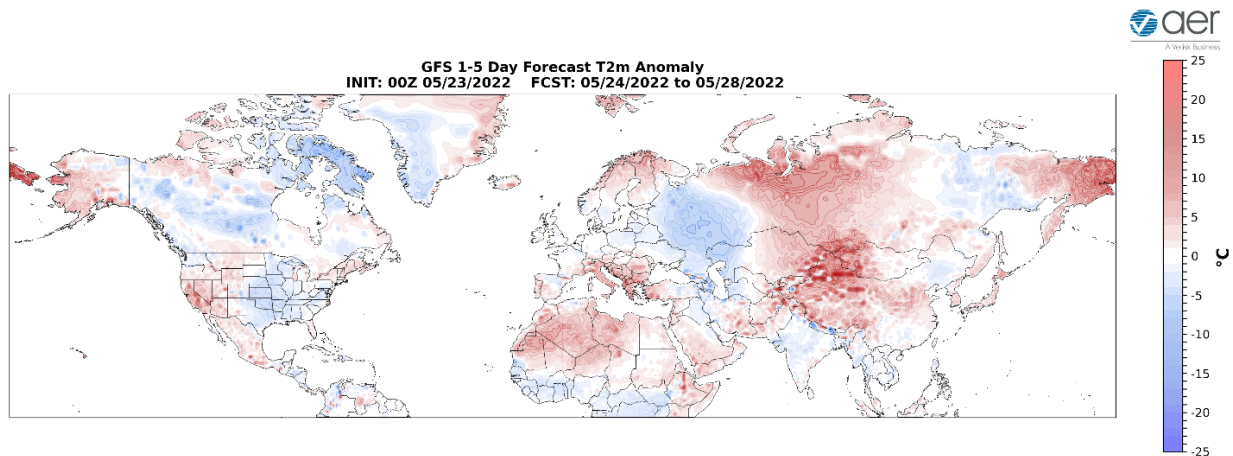 aer
A Verisk Business
GFS 1-5 Day Forecast T2m Anomaly
INIT: 00Z 05/23/2022 FCST: 05/24/2022 to 05/28/2022
25
20
15
10
5
0
-5
-10
-15
-20
-25
°C